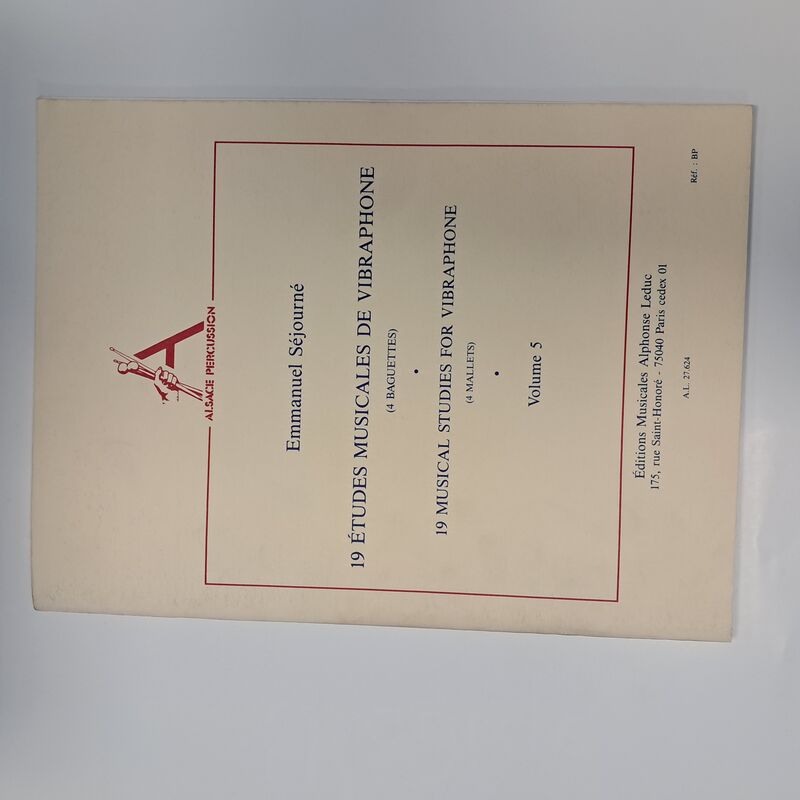 ALSACE PERCUSSION
Emmanuel Séjourné
19 ÉTUDES MUSICALES DE VIBRAPHONE
(4 BAGUETTES)
•
19 MUSICAL STUDIES FOR VIBRAPHONE
(4 MALLETS)
•
Volume 5
Éditions Musicales Alphonse Leduc
175, rue Saint-Honoré - 75040 Paris cedex 01
A.L. 27.624
Réf. : BP